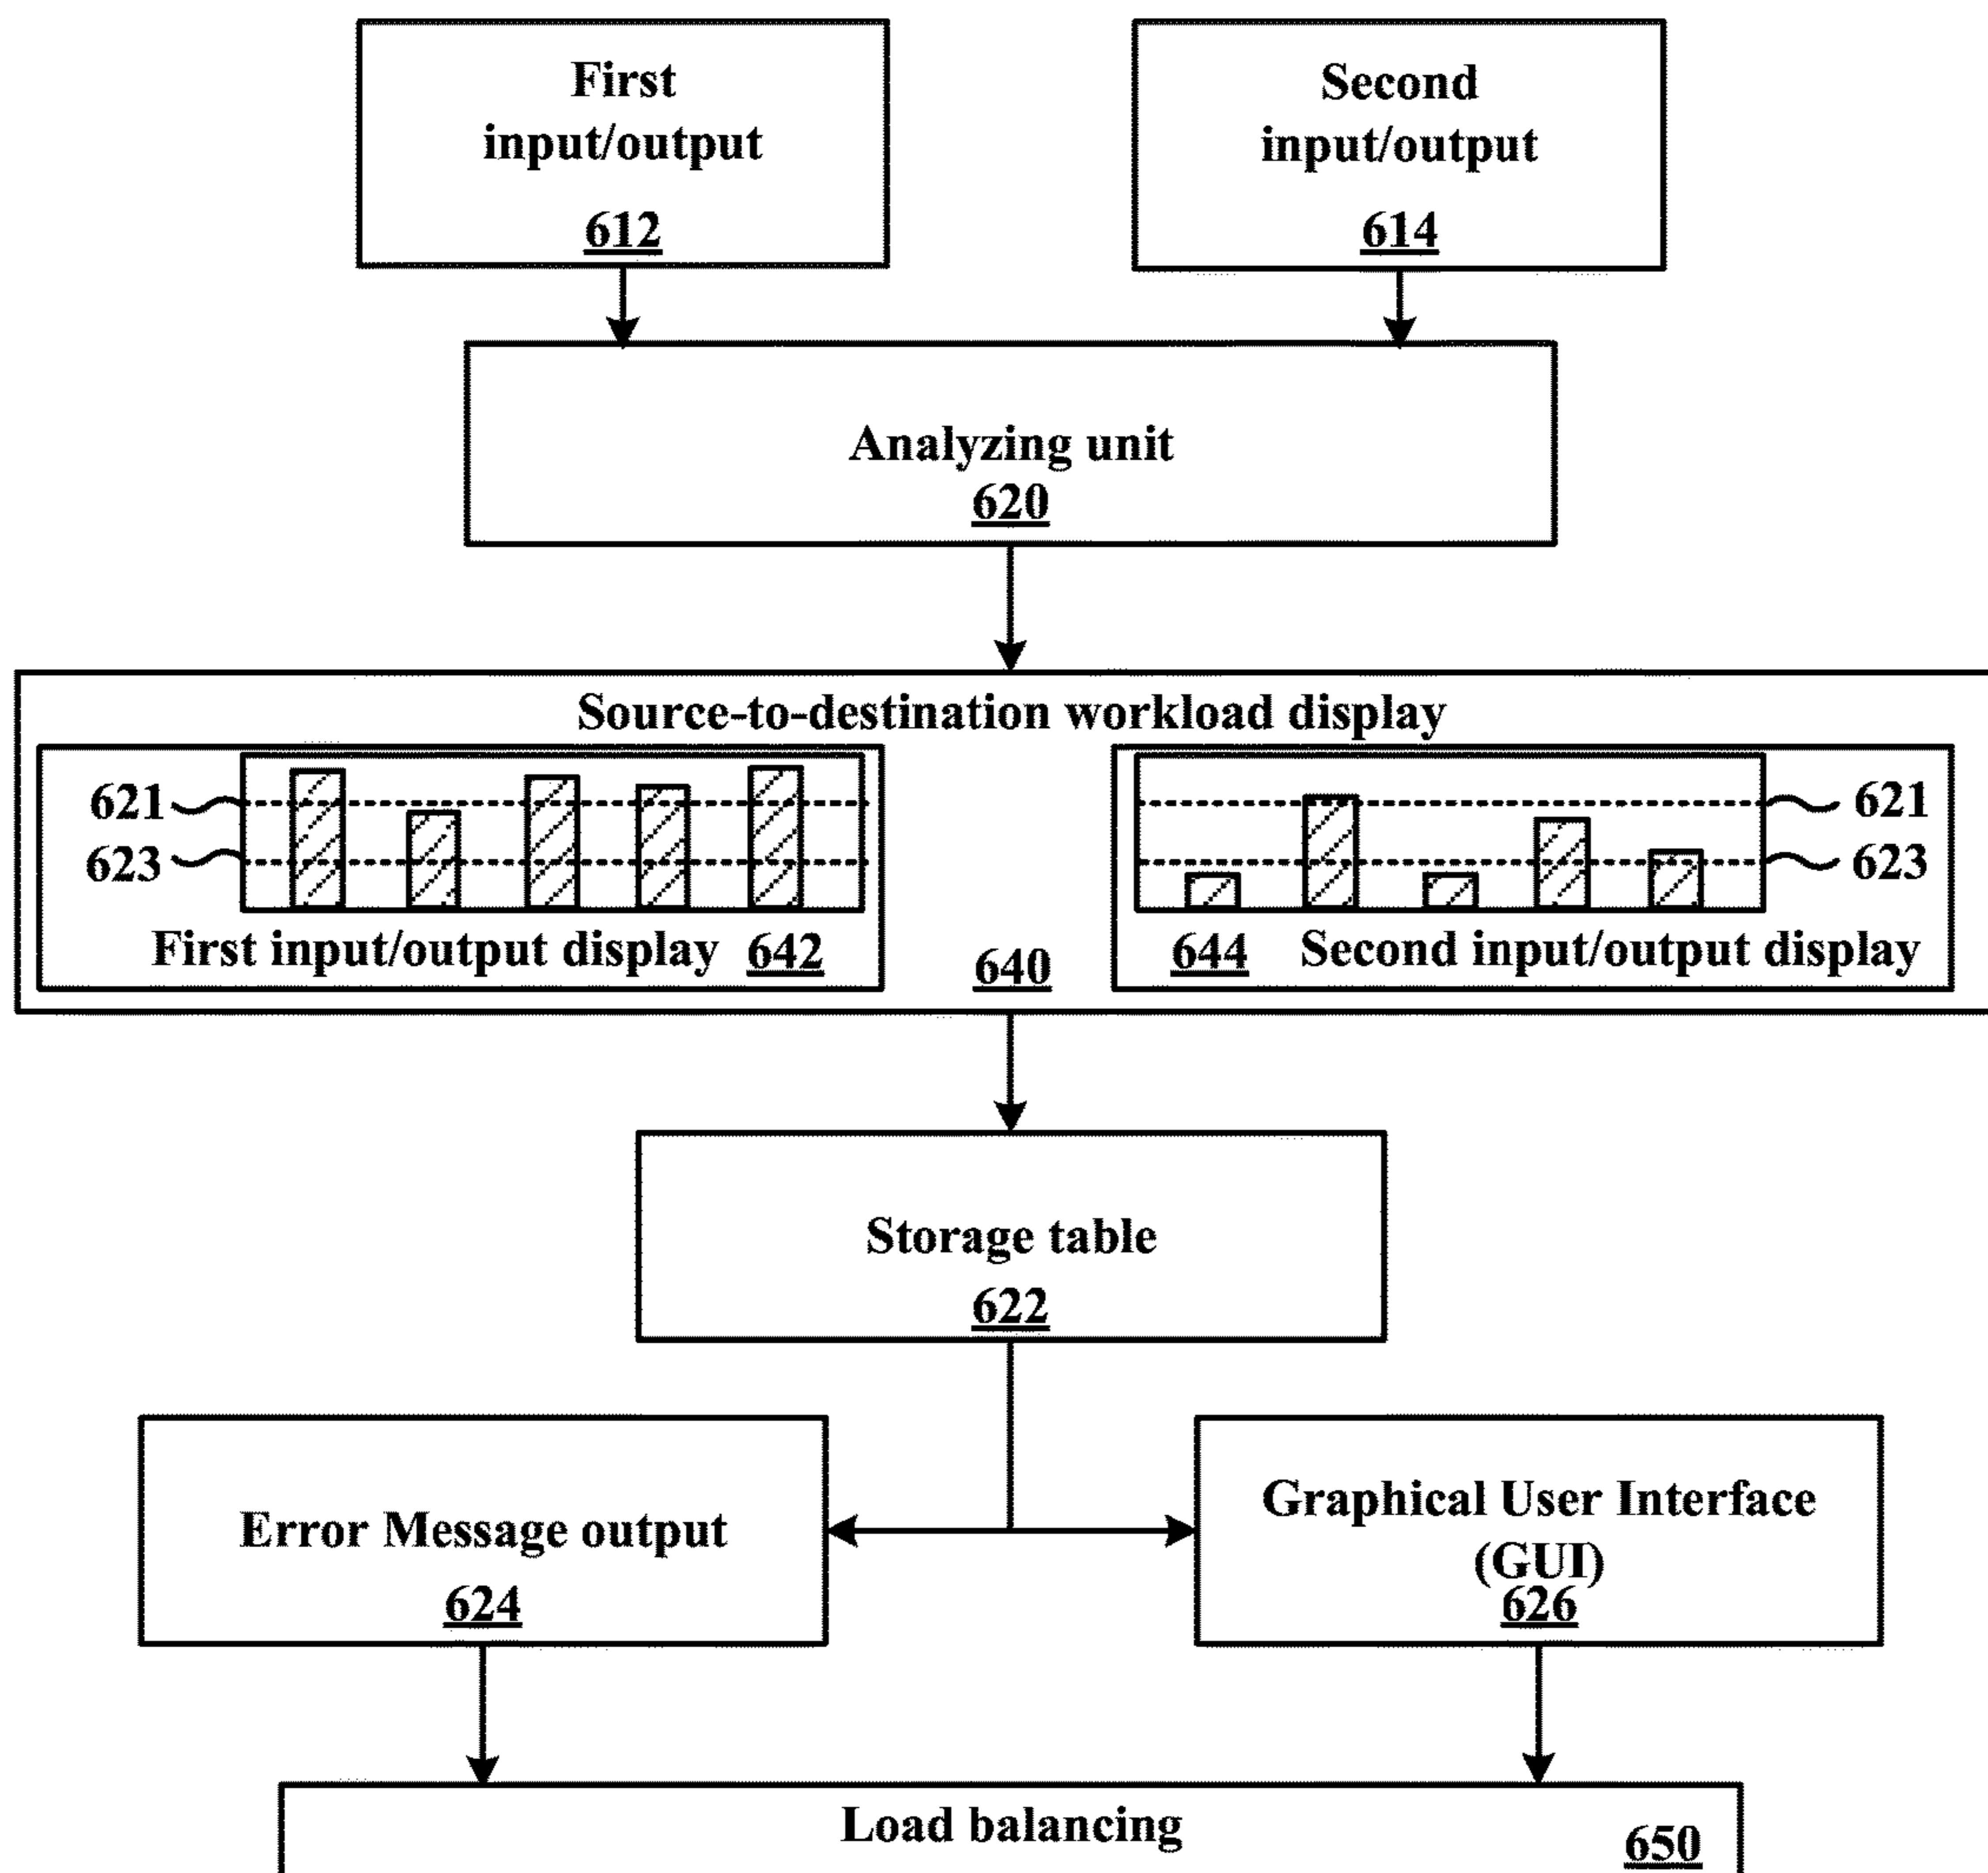 First
input/output
612
Second
input/output
614
Analyzing unit
620
Source-to-destination workload display
621
623
First input/output display 642
640
621
623
644 Second input/output display
Storage table
622
Error Message output
624
Graphical User Interface
(GUI)
626
Load balancing
650